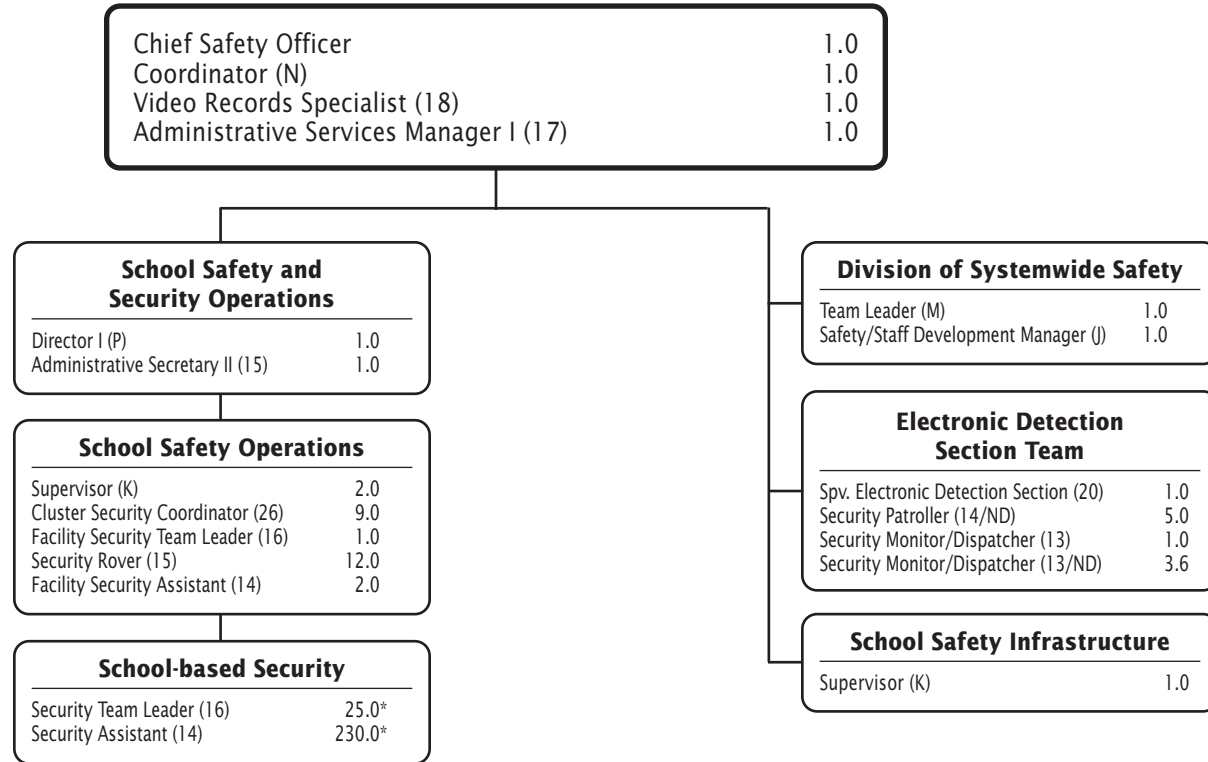 Chief Safety Officer 1.0
Coordinator (N) 1.0
Video Records Specialist (18) 1.0
Administrative Services Manager I (17) 1.0
School Safety and
Security Operations
Director I (P) 1.0
Administrative Secretary II (15) 1.0
School Safety Operations
Supervisor (K) 2.0
Cluster Security Coordinator (26) 9.0
Facility Security Team Leader (16) 1.0
Security Rover (15) 12.0
Facility Security Assistant (14) 2.0
School-based Security
Security Team Leader (16) 25.0*
Security Assistant (14) 230.0*
Division of Systemwide Safety
Team Leader (M) 1.0
Safety/Staff Development Manager (J) 1.0
Electronic Detection
Section Team
Spv. Electronic Detection Section (20) 1.0
Security Patroller (14/ND) 5.0
Security Monitor/Dispatcher (13) 1.0
Security Monitor/Dispatcher (13/ND) 3.6
School Safety Infrastructure
Supervisor (K) 1.0